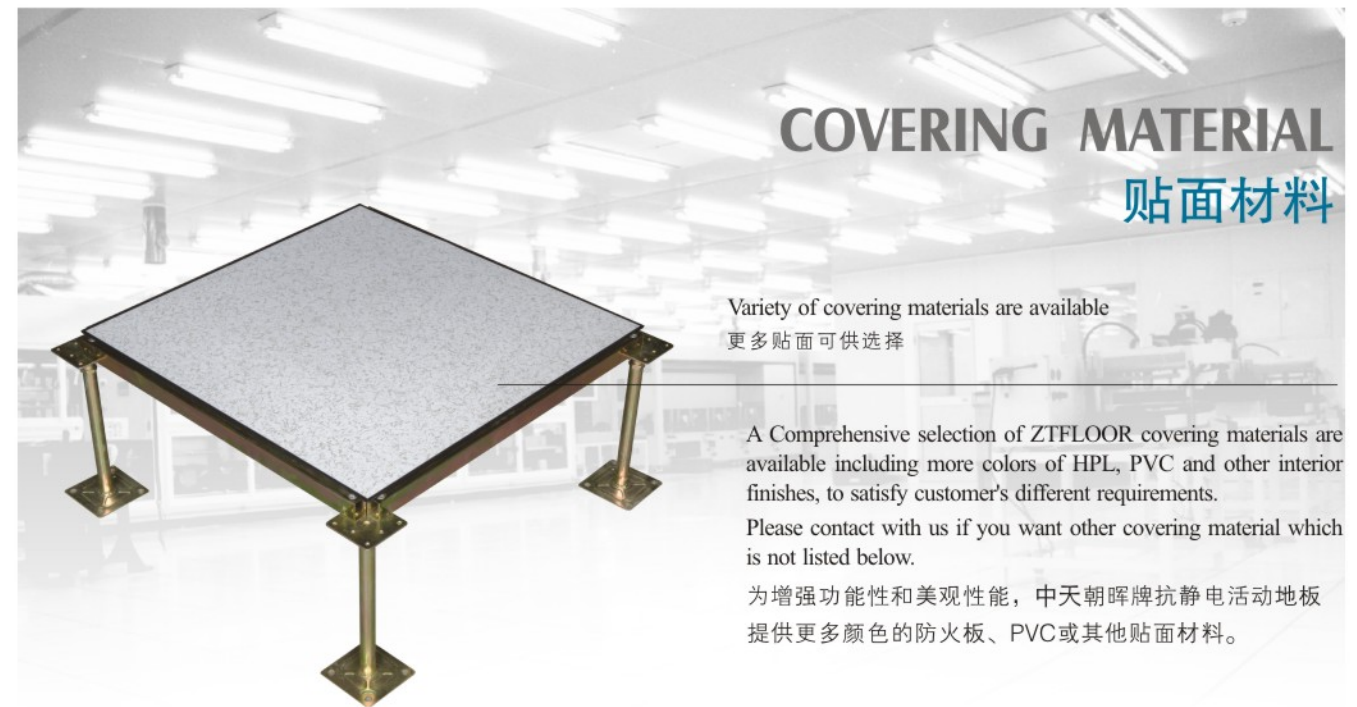 COVERING MATERIAL
贴面材料
Variety of covering materials are available
更多贴面可供选择
A Comprehensive selection of ZTFLOOR covering materials are
available including more colors of HPL, PVC and other interior
finishes, to satisfy customer's different requirements.
Please contact with us if you want other covering material which
is not listed below.
为增强功能性和美观性能，中天朝晖牌抗静电活动地板
提供更多颜色的防火板、PVC或其他贴面材料。